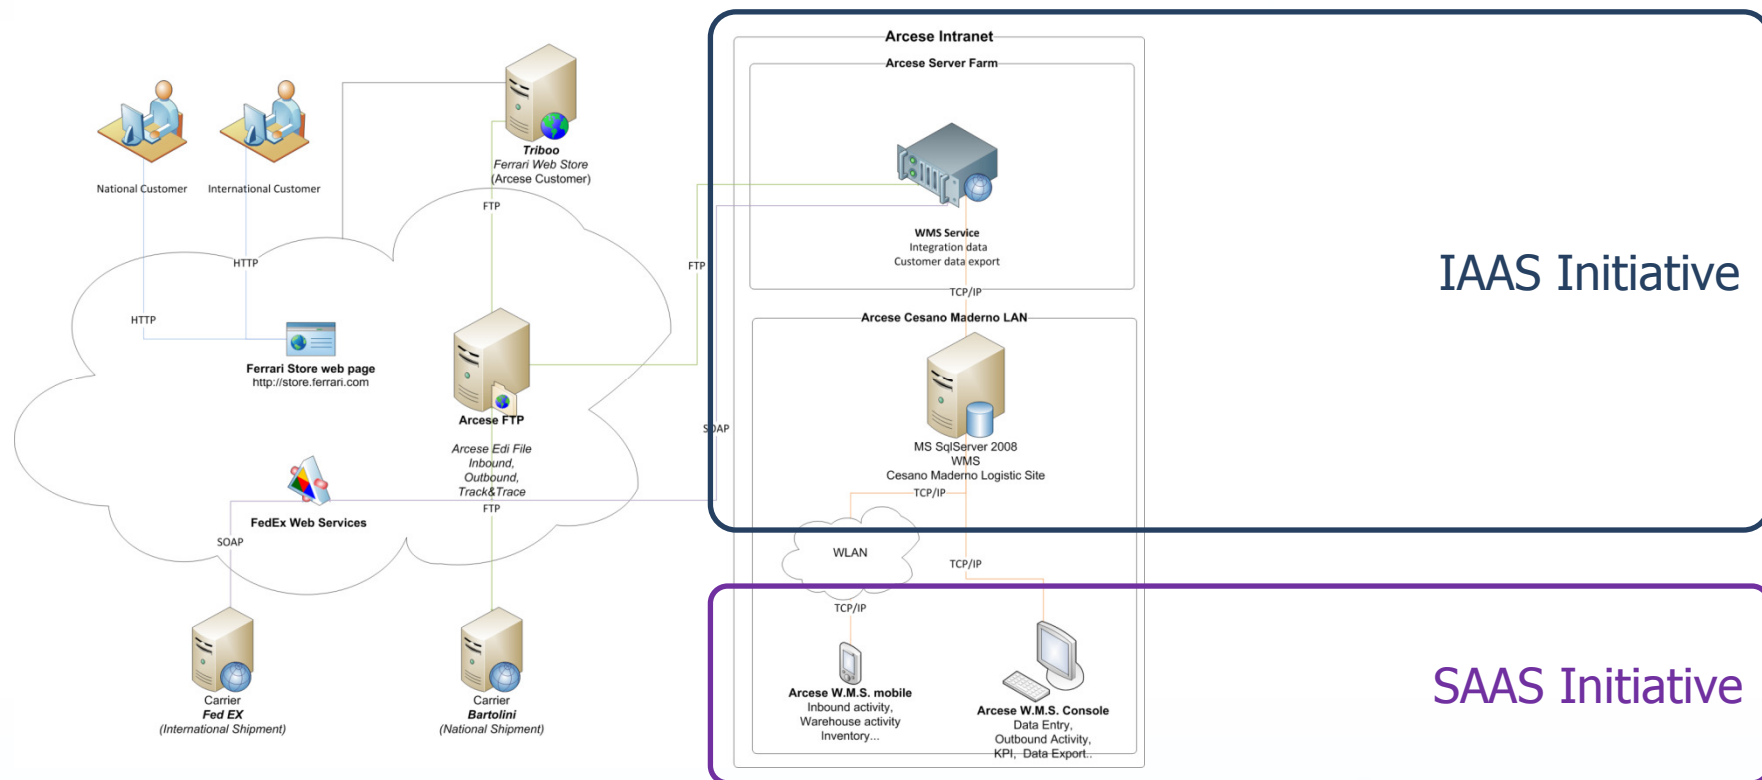 Arcese Intranet
Arcese Server Farm
Triboo
Ferrari Web Store
(Arcese Customer)
National Customer
International Customer
FTP
WMS Service
Integration data
Customer data export
HTTP
FTP
IAAS Initiative
TCP/IP
HTTP
Arcese Cesano Maderno LAN
Ferrari Store web page
http://store.ferrari.com
Arcese FTP
SOAP
Arcese Edi File
Inbound,
Outbound,
Track&Trace
MS SqlServer 2008
WMS
Cesano Maderno Logistic Site
TCP/IP
FTP
FedEx Web Services
SOAP
WLAN
TCP/IP
TCP/IP
SAAS Initiative
Carrier
Fed EX
(International Shipment)
Carrier
Bartolini
(National Shipment)
Arcese W.M.S. mobile
Inbound activity,
Warehouse activity
Inventory...
Arcese W.M.S. Console
Data Entry,
Outbound Activity,
KPI, Data Export..